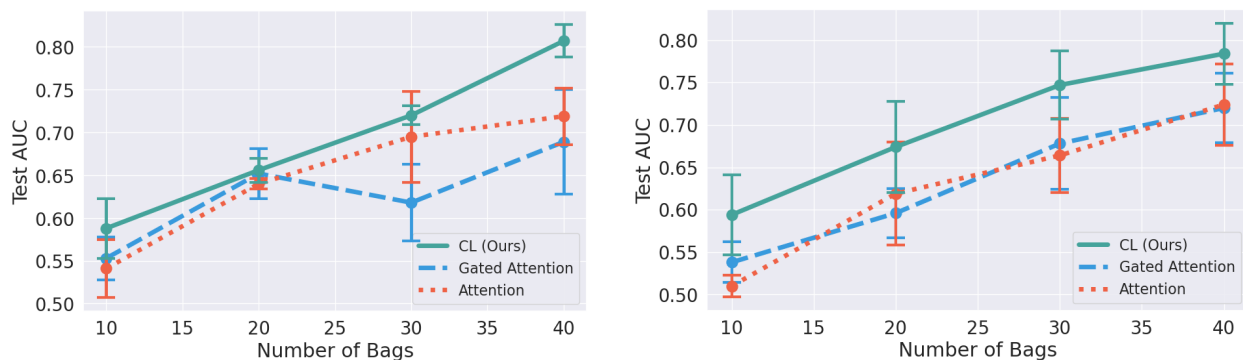 Test AUC
0.80
0.75
0.70
0.65
0.60
0.55
0.50
CL (Ours)
Gated Attention
Attention
10 15 20 25 30 35 40
Number of Bags
Test AUC
0.80
0.75
0.70
0.65
0.60
0.55
0.50
CL (Ours)
Gated Attention
Attention
10 15 20 25 30 35 40
Number of Bags